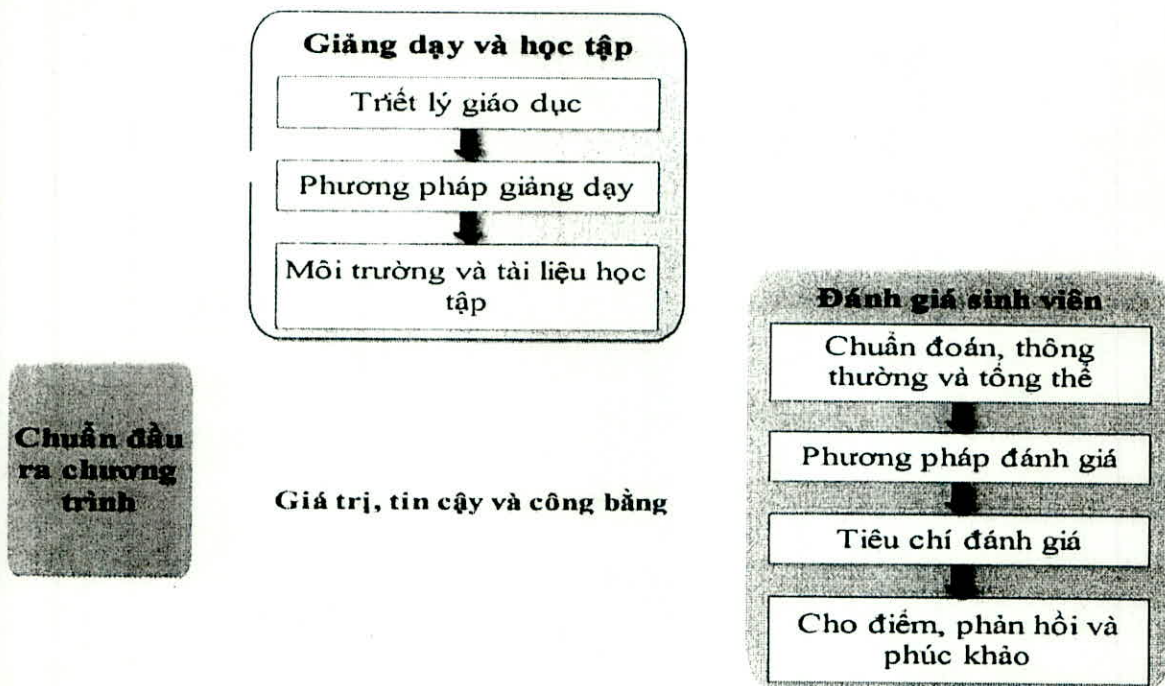 Giảng dạy và học tập
Triết lý giáo dục
Phương pháp giảng dạy
Môi trường và tài liệu học
tập
Chuẩn đầu
ra chương
trình
Giá trị, tin cậy và công bằng
Đánh giá sinh viên
Chuẩn đoán, thông
thường và tổng thể
Phương pháp đánh giá
Tiêu chí đánh giá
Cho điểm, phản hồi và
phúc khảo